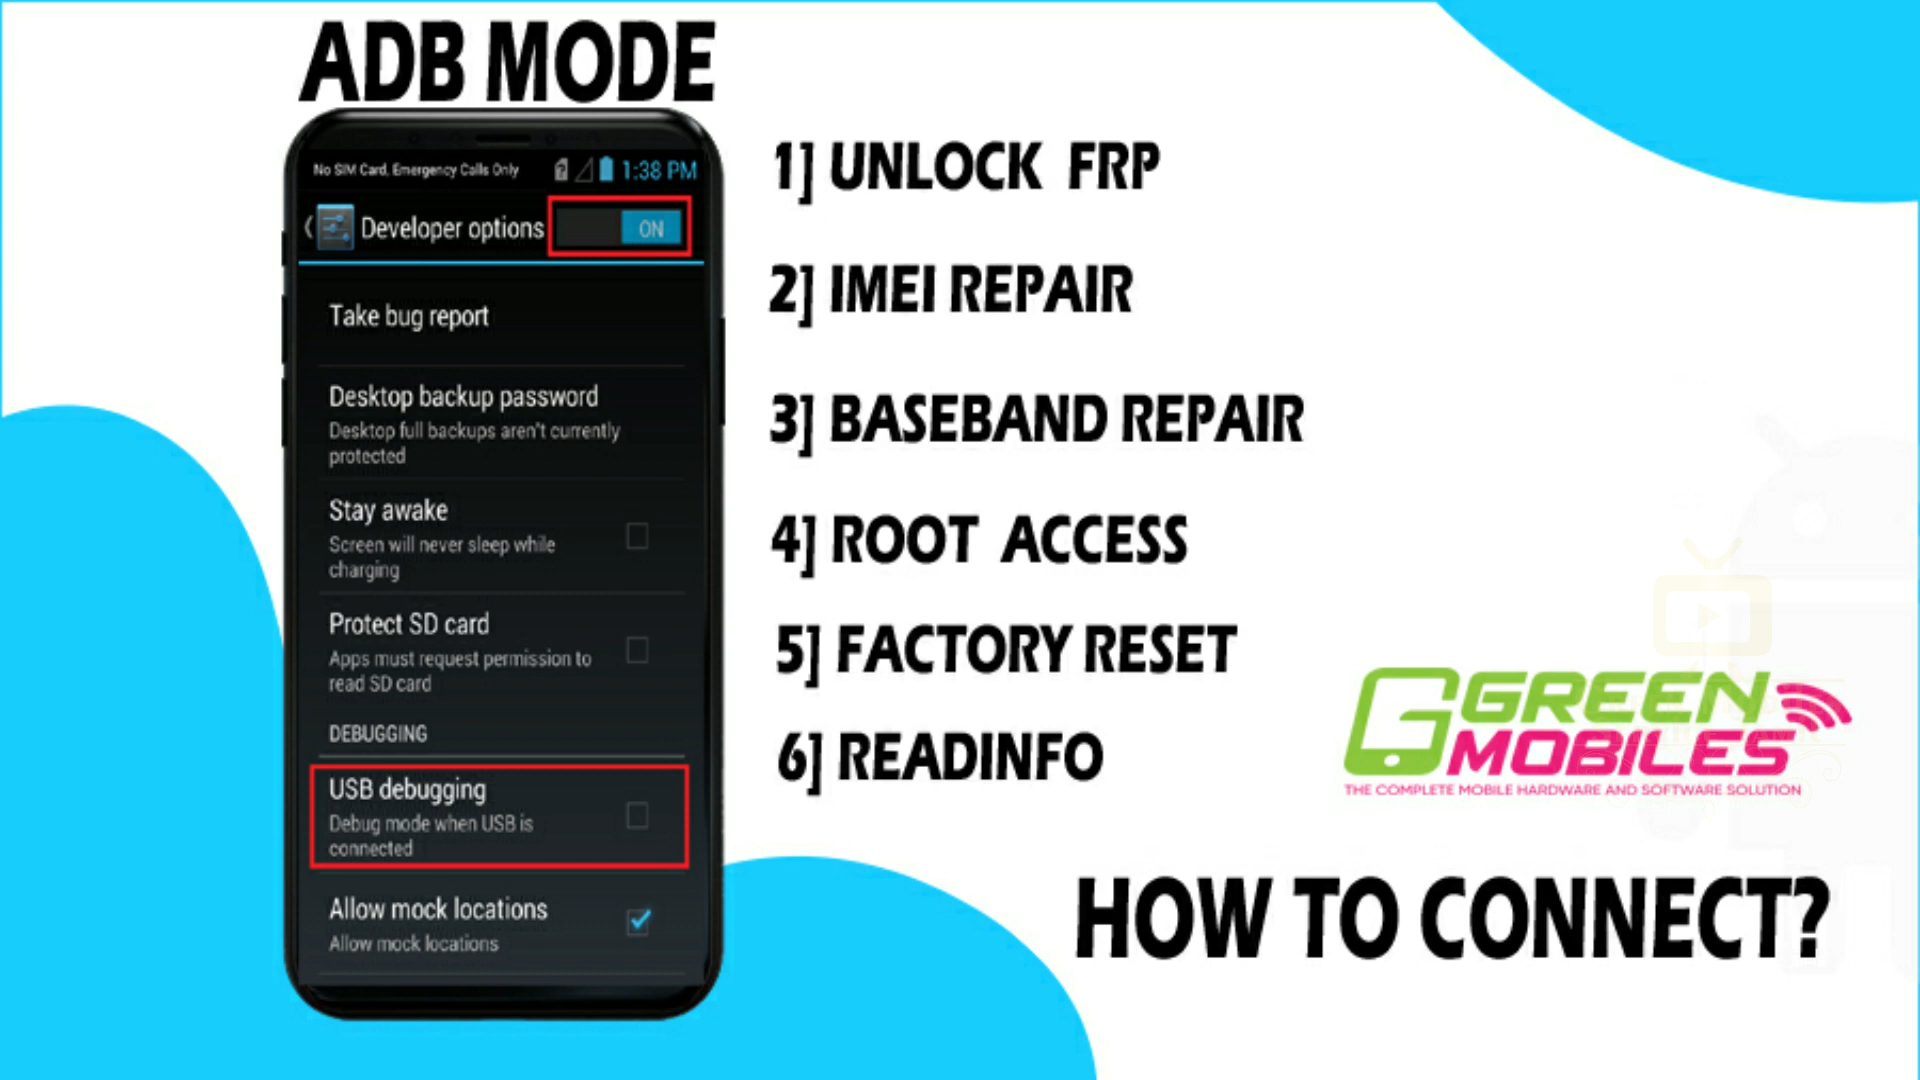 ADB MODE
No SIM Card, Emergency Calls Only 1:38 PM
Developer options ON
Take bug report
Desktop backup password
Desktop full backups aren't currently
protected
Stay awake
Screen will never sleep while
charging
Protect SD card
Apps must request permission to
read SD card
DEBUGGING
USB debugging
Debug mode when USB is
connected
Allow mock locations
Allow mock locations
1] UNLOCK FRP
2] IMEI REPAIR
3] BASEBAND REPAIR
4] ROOT ACCESS
5] FACTORY RESET
6] READINFO
GREEN
MOBILES
THE COMPLETE MOBILE HARDWARE AND SOFTWARE SOLUTION
HOW TO CONNECT?